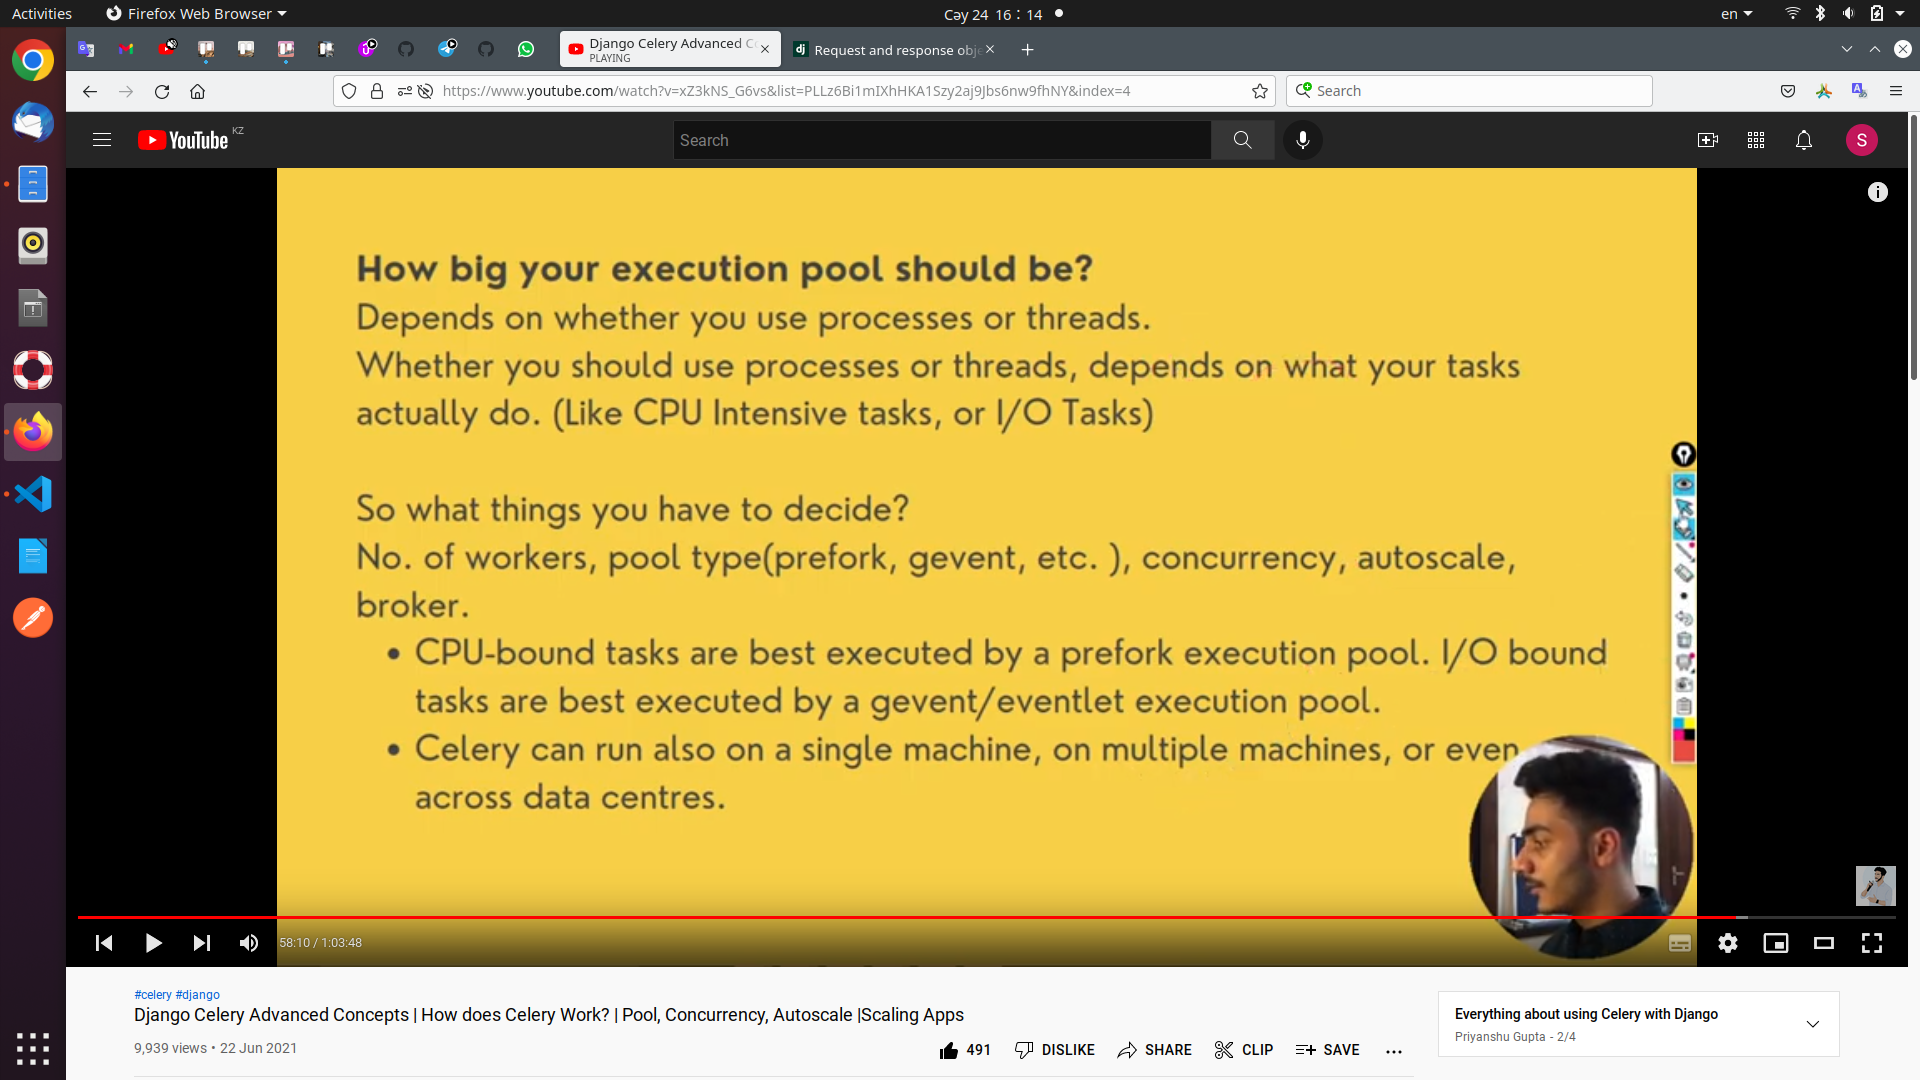 Activities
Firefox Web Browser
Cəy 24 16 : 14
en
Django Celery Advanced C
PLAYING
Request and response obje
https://www.youtube.com/watch?v=xZ3kNS_G6vs&list=PLLz6Bi1mIXhHKA1Szy2aj9Jbs6nw9fhNY&index=4
Search
YouTube KZ
Search
S
How big your execution pool should be?
Depends on whether you use processes or threads.
Whether you should use processes or threads, depends on what your tasks
actually do. (Like CPU Intensive tasks, or I/O Tasks)
So what things you have to decide?
No. of workers, pool type(prefork, gevent, etc. ), concurrency, autoscale,
broker.
• CPU-bound tasks are best executed by a prefork execution pool. I/O bound
tasks are best executed by a gevent/eventlet execution pool.
• Celery can run also on a single machine, on multiple machines, or even
across data centres.
58:10 / 1:03:48
#celery #django
Django Celery Advanced Concepts | How does Celery Work? | Pool, Concurrency, Autoscale |Scaling Apps
9,939 views • 22 Jun 2021
491 DISLIKE SHARE CLIP SAVE
Everything about using Celery with Django
Priyanshu Gupta - 2/4